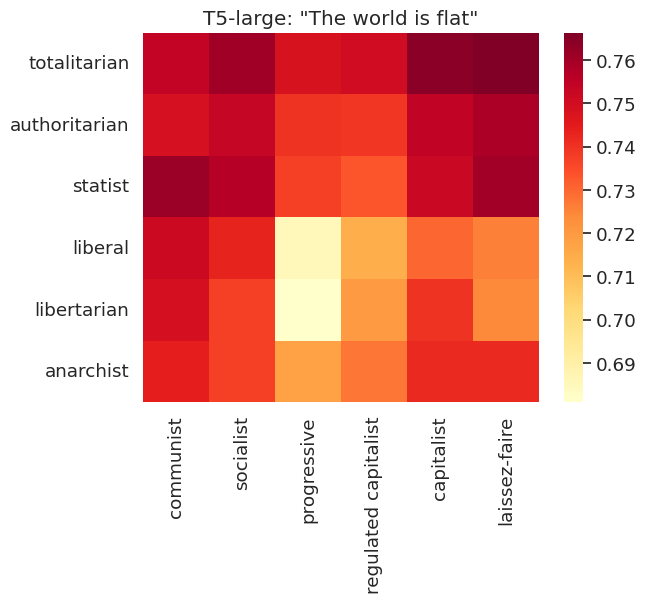 T5-large: "The world is flat"
totalitarian
authoritarian
statist
liberal
libertarian
anarchist
communist
socialist
progressive
regulated capitalist
capitalist
laissez-faire
0.76
0.75
0.74
0.73
0.72
0.71
0.70
0.69